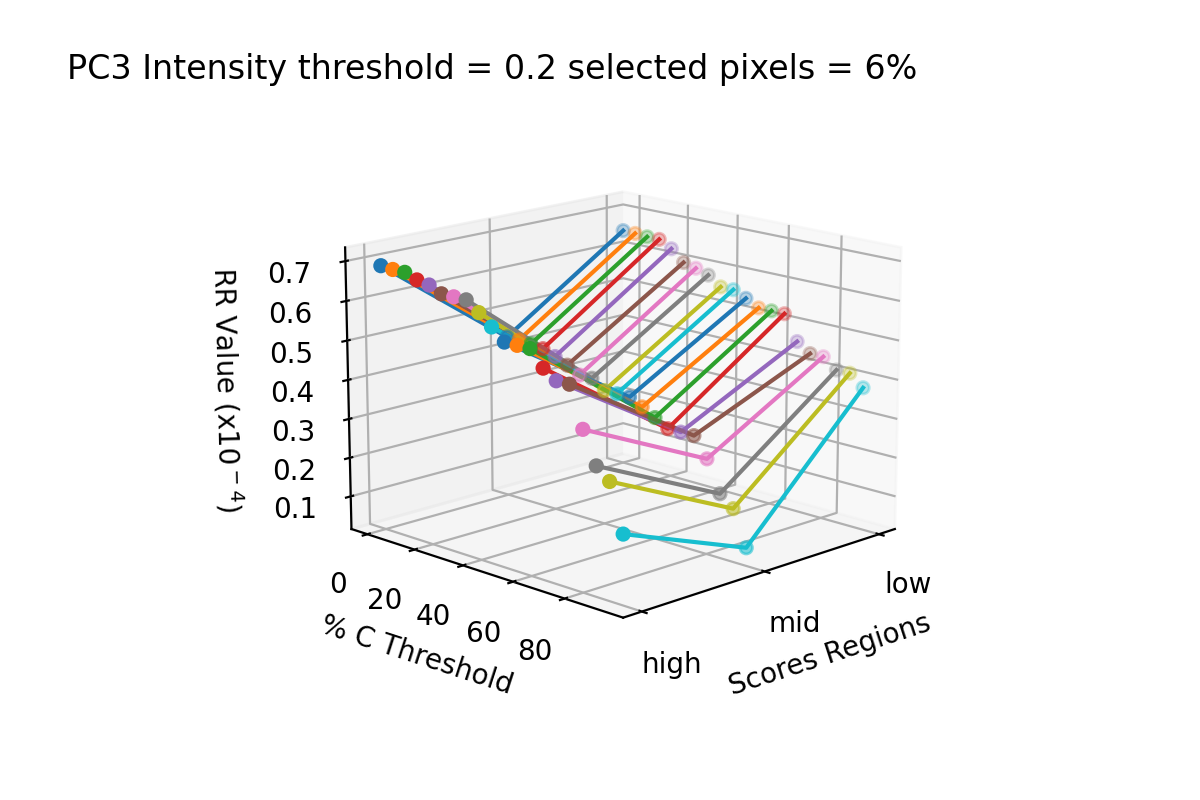 PC3 Intensity threshold = 0.2 selected pixels = 6%
RR Value (x10⁻⁴)
0.7
0.6
0.5
0.4
0.3
0.2
0.1
0
20
40
60
80
% C Threshold
high
mid
low
Scores Regions